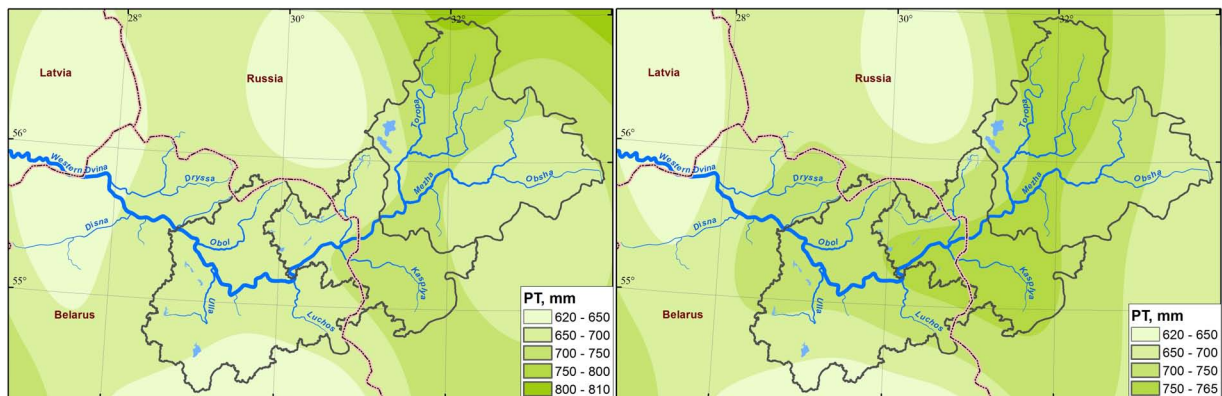 28°
30°
32°
Latvia
Russia
56°
Toropa
Western Dvina
Dryssa
Mezha
Obsha
Disna
Obol
55°
Kasplya
Ulla
Belarus
Luchos
PT, mm
620 - 650
650 - 700
700 - 750
750 - 800
800 - 810
28°
30°
32°
Latvia
Russia
56°
Toropa
Western Dvina
Dryssa
Mezha
Obsha
Disna
Obol
55°
Kasplya
Ulla
Belarus
Luchos
PT, mm
620 - 650
650 - 700
700 - 750
750 - 765